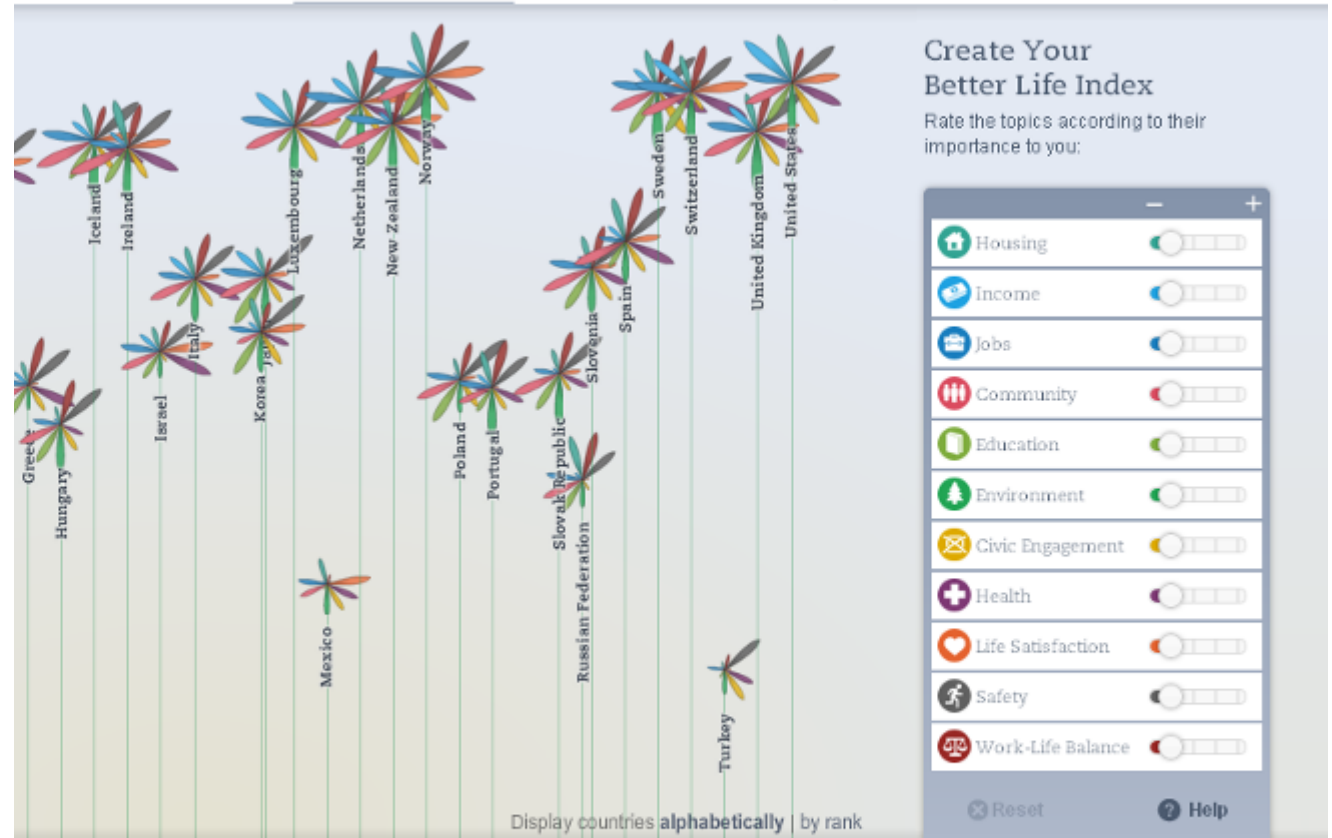 Greece
Hungary
Iceland
Ireland
Israel
Italy
Korea
Luxembourg
Mexico
Netherlands
New Zealand
Norway
Poland
Portugal
Slovak Republic
Russian Federation
Slovenia
Spain
Sweden
Switzerland
Turkey
United Kingdom
United States
Display countries alphabetically | by rank
Create Your
Better Life Index
Rate the topics according to their
importance to you:
− +
Housing
Income
Jobs
Community
Education
Environment
Civic Engagement
Health
Life Satisfaction
Safety
Work-Life Balance
Reset ? Help